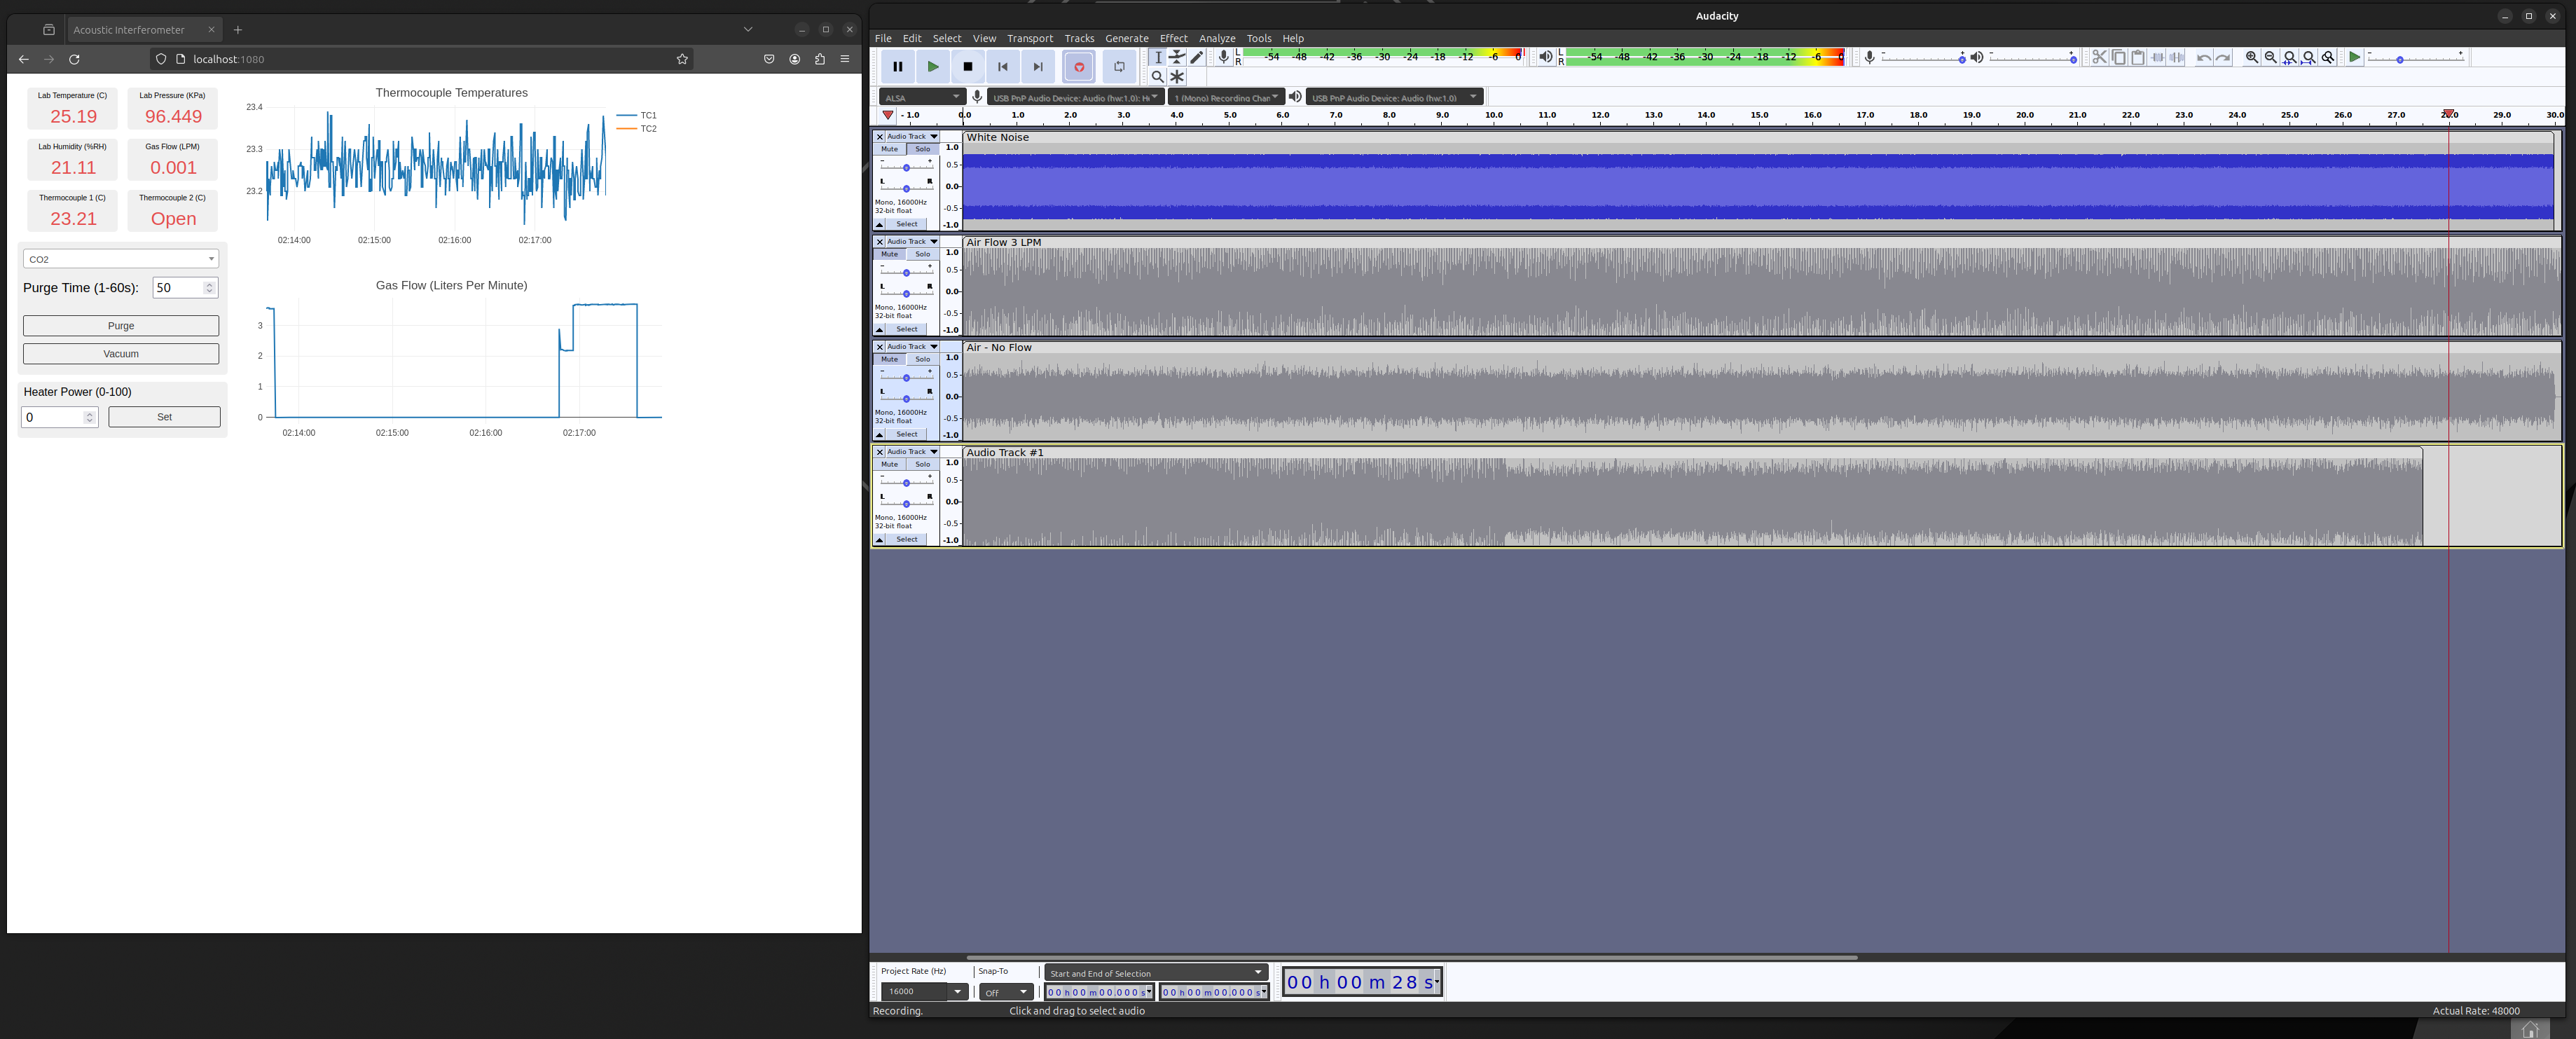 Acoustic Interferometer
localhost:1080
Lab Temperature (C)
25.19
Lab Pressure (KPa)
96.449
Lab Humidity (%RH)
21.11
Gas Flow (LPM)
0.001
Thermocouple 1 (C)
23.21
Thermocouple 2 (C)
Open
CO2
Purge Time (1-60s):
50
Purge
Vacuum
Heater Power (0-100)
0
Set
Thermocouple Temperatures
23.4
23.3
23.2
02:14:00 02:15:00 02:16:00 02:17:00
TC1
TC2
Gas Flow (Liters Per Minute)
3
2
1
0
02:14:00 02:15:00 02:16:00 02:17:00
Audacity
File Edit Select View Transport Tracks Generate Effect Analyze Tools Help
L
R
-54 -48 -42 -36 -30 -24 -18 -12 -6 0
L
R
-54 -48 -42 -36 -30 -24 -18 -12 -6 0
ALSA
USB PnP Audio Device: Audio (hw:1,0): H
1 (Mono) Recording Chan
USB PnP Audio Device: Audio (hw:1,0)
- 1.0 0.0 1.0 2.0 3.0 4.0 5.0 6.0 7.0 8.0 9.0 10.0 11.0 12.0 13.0 14.0 15.0 16.0 17.0 18.0 19.0 20.0 21.0 22.0 23.0 24.0 25.0 26.0 27.0 28.0 29.0 30.0
Audio Track
Mute Solo
- +
L R
Mono, 16000Hz
32-bit float
Select
1.0
0.5
0.0
-0.5
-1.0
White Noise
Audio Track
Mute Solo
- +
L R
Mono, 16000Hz
32-bit float
Select
1.0
0.5
0.0
-0.5
-1.0
Air Flow 3 LPM
Audio Track
Mute Solo
- +
L R
Mono, 16000Hz
32-bit float
Select
1.0
0.5
0.0
-0.5
-1.0
Air - No Flow
Audio Track
Mute Solo
- +
L R
Mono, 16000Hz
32-bit float
Select
1.0
0.5
0.0
-0.5
-1.0
Audio Track #1
Project Rate (Hz)
16000
Snap-To
Off
Start and End of Selection
00 h 00 m 00.000 s
00 h 00 m 00.000 s
00 h 00 m 28 s
Recording.
Click and drag to select audio
Actual Rate: 48000